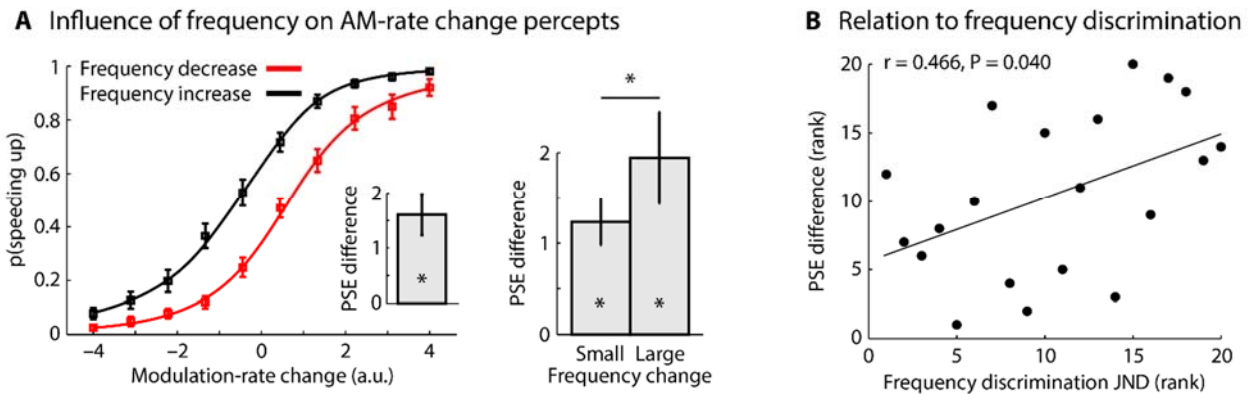 A Influence of frequency on AM-rate change percepts
Frequency decrease
Frequency increase
p(speeding up)
1
0.8
0.6
0.4
0.2
0
−4
−2
0
2
4
Modulation-rate change (a.u.)
PSE difference
2
1
0
*
PSE difference
2
1
0
*
*
*
Small Large
Frequency change
B Relation to frequency discrimination
r = 0.466, P = 0.040
PSE difference (rank)
20
15
10
5
0
0
5
10
15
20
Frequency discrimination JND (rank)